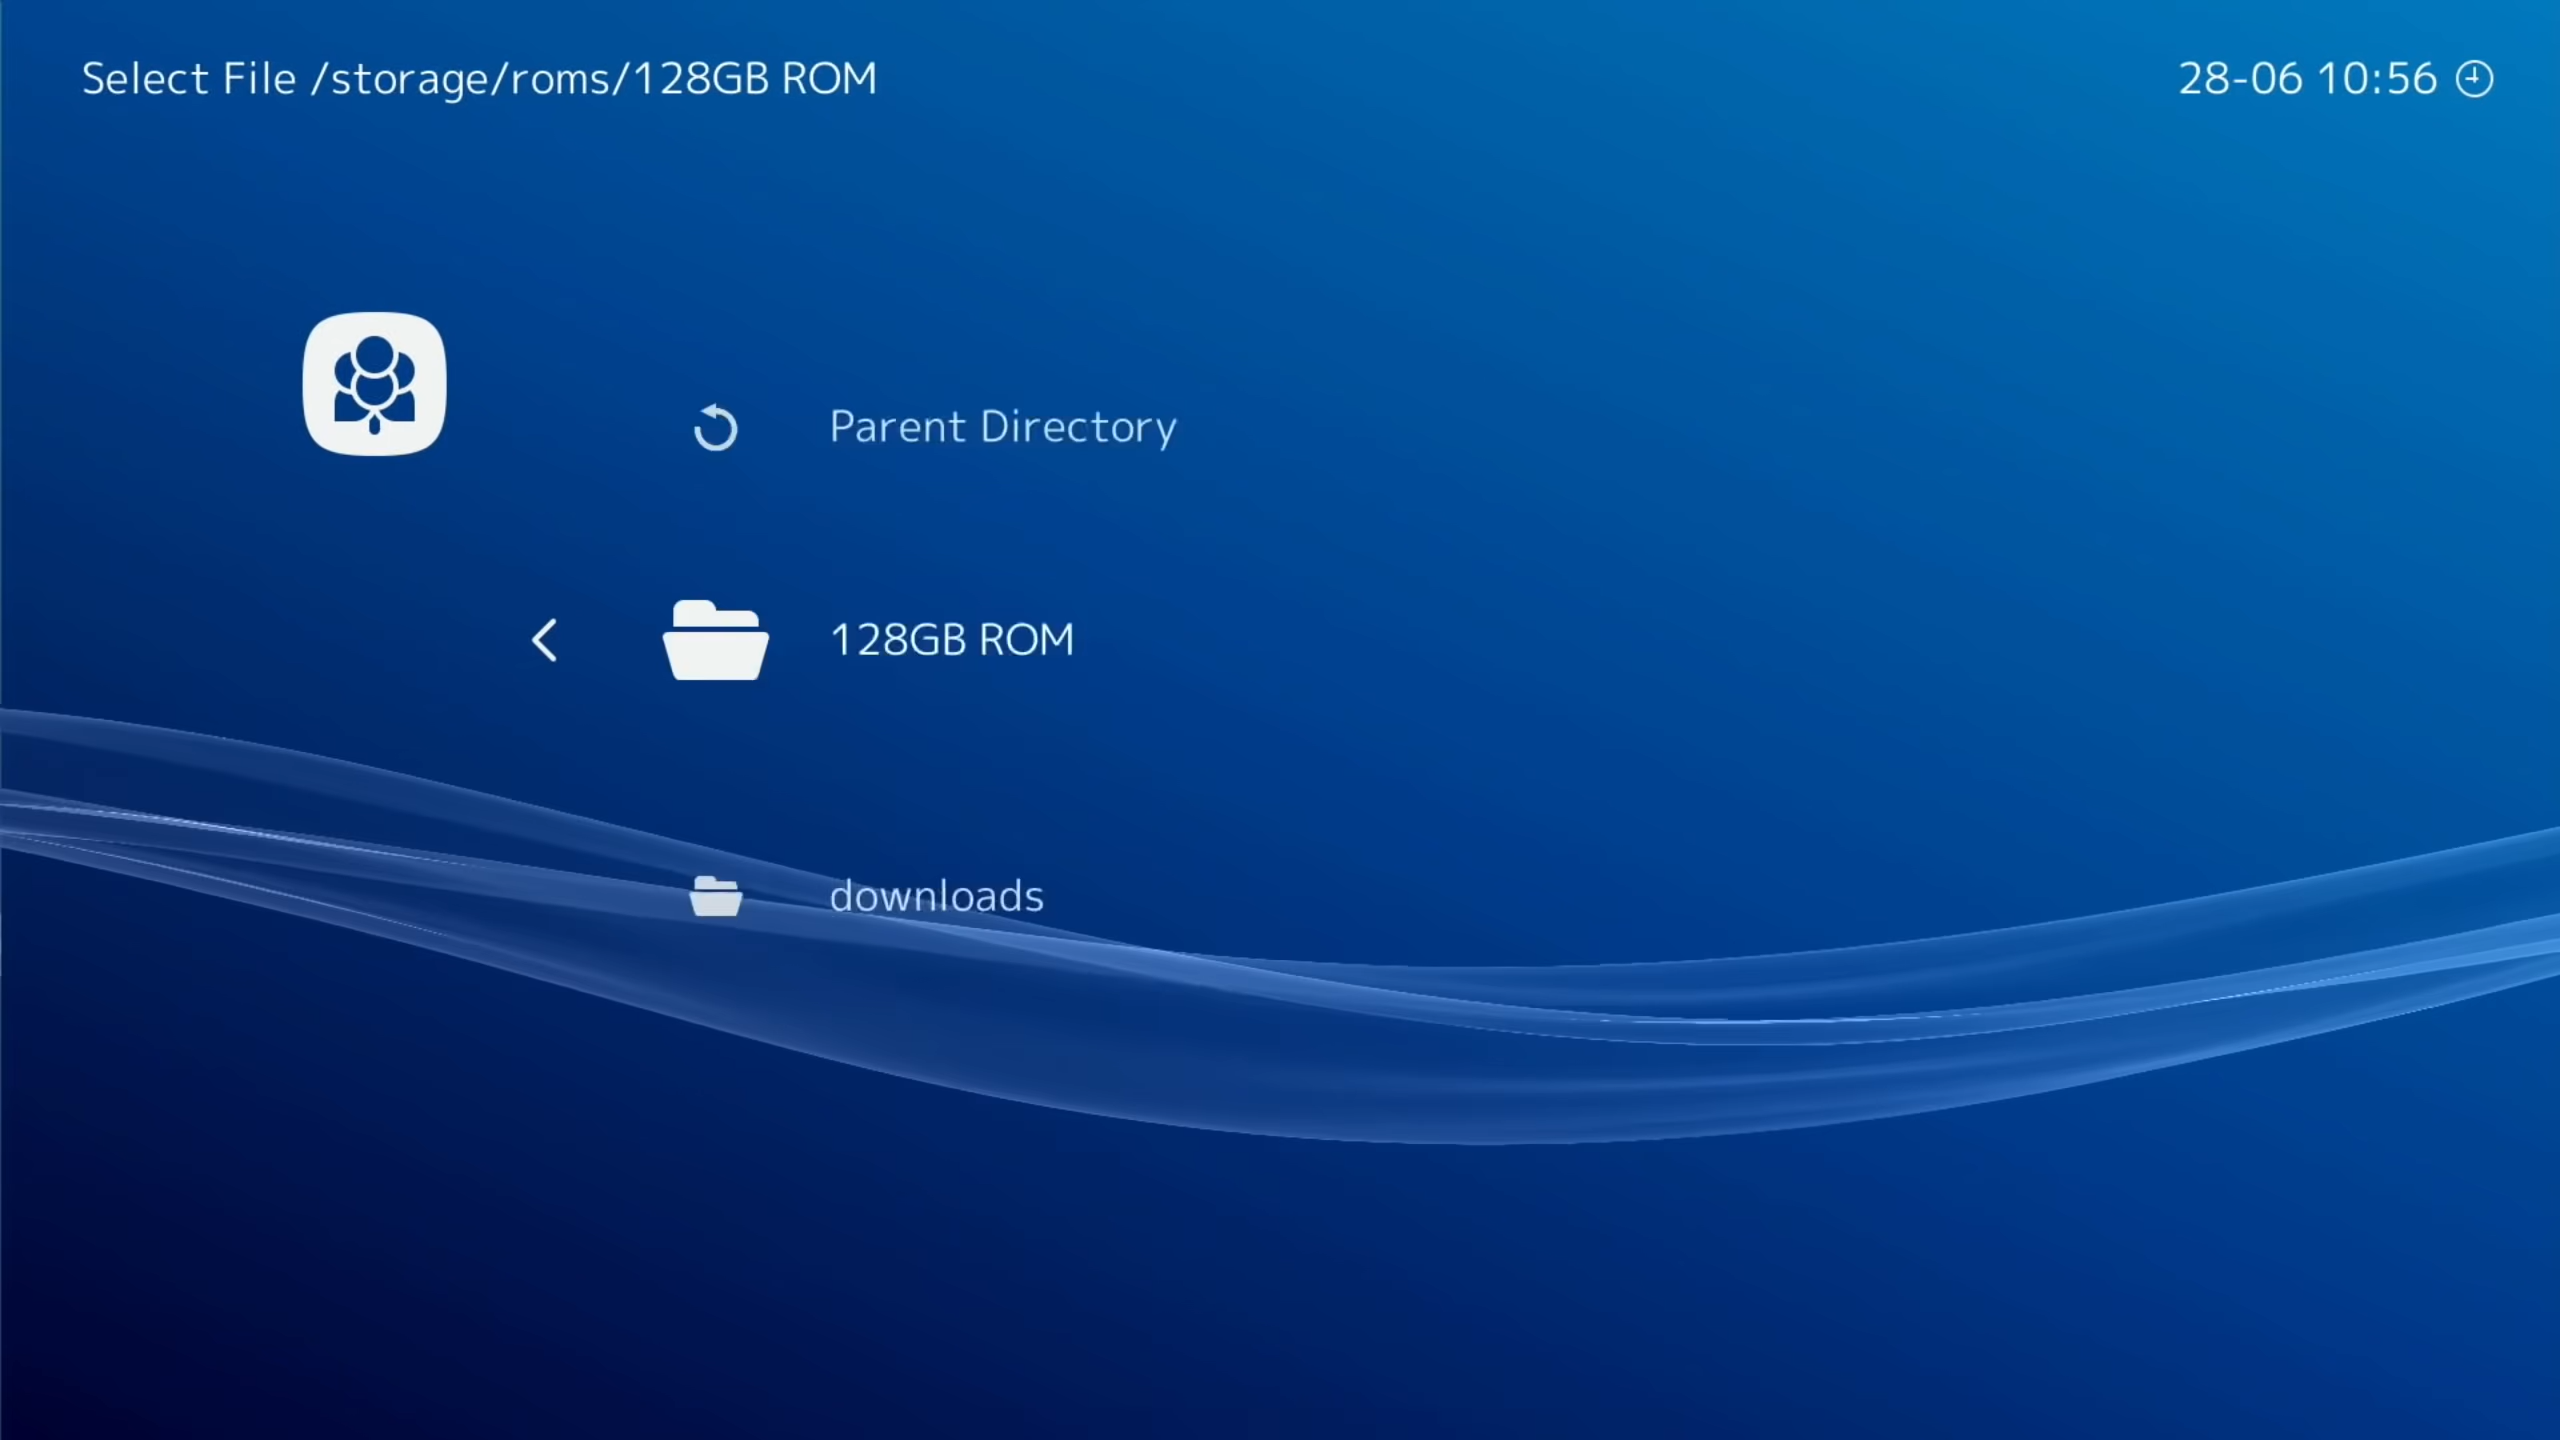 Select File /storage/roms/128GB ROM
28-06 10:56
Parent Directory
128GB ROM
downloads